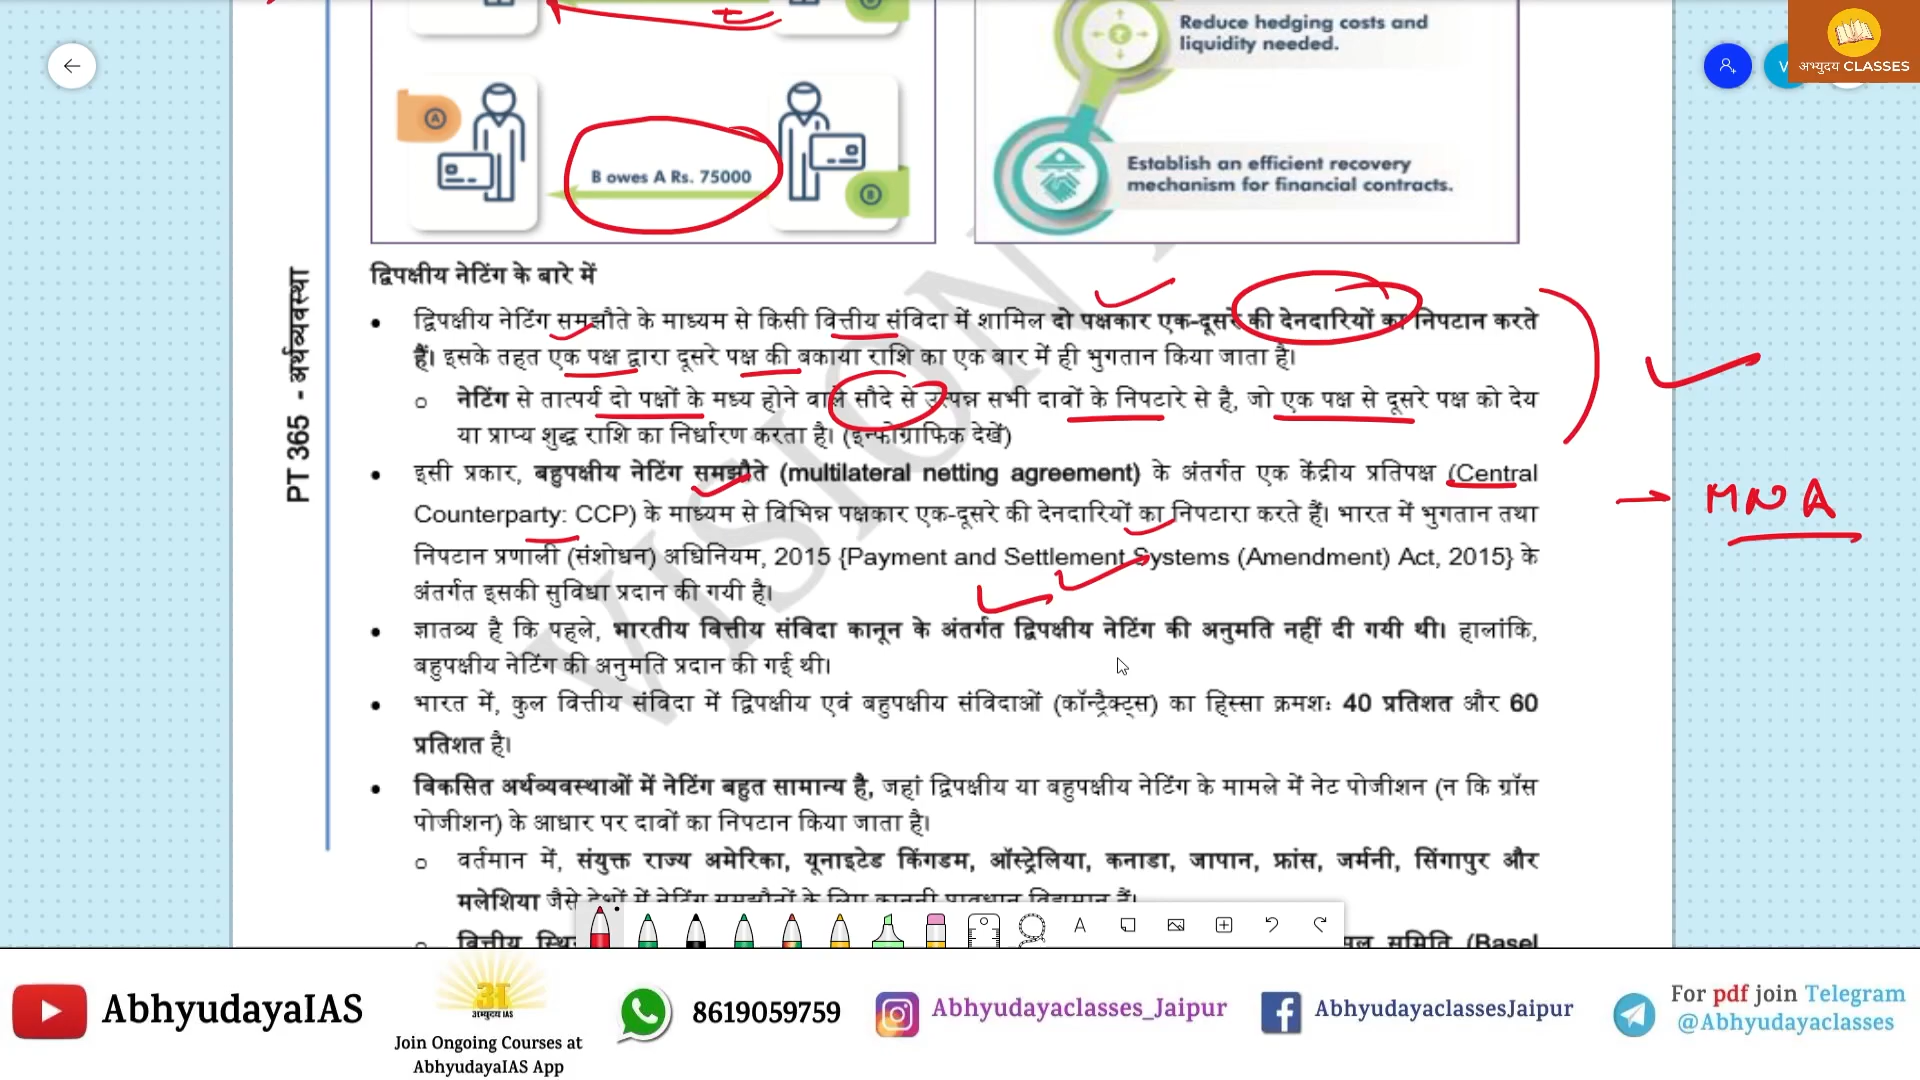 Reduce hedging costs and
liquidity needed.
अभ्युदय CLASSES
A
B owes A Rs. 75000
B
Establish an efficient recovery
mechanism for financial contracts.
PT 365 - अर्थव्यवस्था
द्विपक्षीय नेटिंग के बारे में
• द्विपक्षीय नेटिंग समझौते के माध्यम से किसी वित्तीय संविदा में शामिल दो पक्षकार एक-दूसरे की देनदारियों का निपटान करते
हैं। इसके तहत एक पक्ष द्वारा दूसरे पक्ष की बकाया राशि का एक बार में ही भुगतान किया जाता है।
o नेटिंग से तात्पर्य दो पक्षों के मध्य होने वाले सौदे से उत्पन्न सभी दावों के निपटारे से है, जो एक पक्ष से दूसरे पक्ष को देय
या प्राप्य शुद्ध राशि का निर्धारण करता है। (इन्फोग्राफिक देखें)
• इसी प्रकार, बहुपक्षीय नेटिंग समझौते (multilateral netting agreement) के अंतर्गत एक केंद्रीय प्रतिपक्ष (Central
Counterparty: CCP) के माध्यम से विभिन्न पक्षकार एक-दूसरे की देनदारियों का निपटारा करते हैं। भारत में भुगतान तथा
निपटान प्रणाली (संशोधन) अधिनियम, 2015 {Payment and Settlement Systems (Amendment) Act, 2015} के
अंतर्गत इसकी सुविधा प्रदान की गयी है।
→ MNA
• ज्ञातव्य है कि पहले, भारतीय वित्तीय संविदा कानून के अंतर्गत द्विपक्षीय नेटिंग की अनुमति नहीं दी गयी थी। हालांकि,
बहुपक्षीय नेटिंग की अनुमति प्रदान की गई थी।
• भारत में, कुल वित्तीय संविदा में द्विपक्षीय एवं बहुपक्षीय संविदाओं (कॉन्ट्रैक्ट्स) का हिस्सा क्रमशः 40 प्रतिशत और 60
प्रतिशत है।
• विकसित अर्थव्यवस्थाओं में नेटिंग बहुत सामान्य है, जहां द्विपक्षीय या बहुपक्षीय नेटिंग के मामले में नेट पोजीशन (न कि ग्रॉस
पोजीशन) के आधार पर दावों का निपटान किया जाता है।
o वर्तमान में, संयुक्त राज्य अमेरिका, यूनाइटेड किंगडम, ऑस्ट्रेलिया, कनाडा, जापान, फ्रांस, जर्मनी, सिंगापुर और
मलेशिया जैसे देशों में नेटिंग समझौतों के लिए कानूनी प्रावधान विद्यमान हैं।
o वित्तीय (Basel
VISION
AbhyudayaIAS
अभ्युदय IAS
Join Ongoing Courses at
AbhyudayaIAS App
8619059759
Abhyudayaclasses_Jaipur
AbhyudayaclassesJaipur
For pdf join Telegram
@Abhyudayaclasses